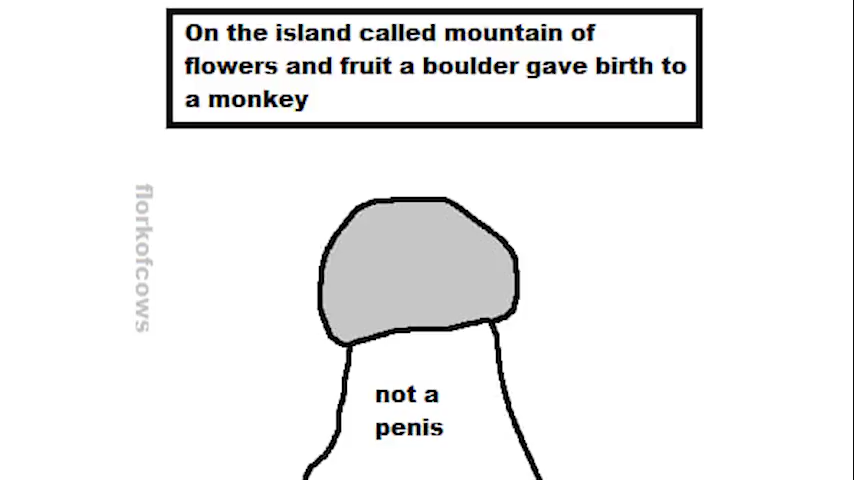 On the island called mountain of
flowers and fruit a boulder gave birth to
a monkey
florkofcows
not a
penis